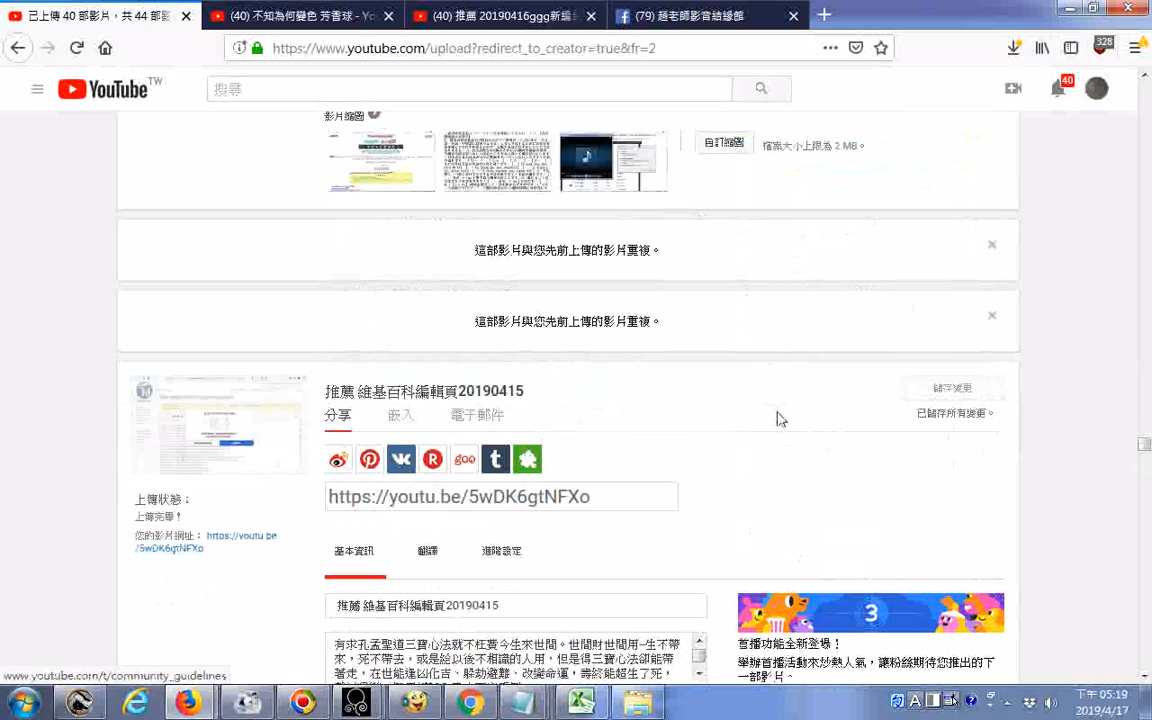 已上傳 40 部影片，共 44 部影
(40) 不知為何變色 芳香球 - Yo
(40) 推薦 20190416ggg新編
(79) 趙老師影音結緣館
https://www.youtube.com/upload?redirect_to_creator=true&fr=2
328
YouTube TW
搜尋
40
影片縮圖
自訂縮圖
檔案大小上限為 2 MB。
這部影片與您先前上傳的影片重複。
這部影片與您先前上傳的影片重複。
推薦 維基百科編輯頁20190415
儲存變更
分享 嵌入 電子郵件
已儲存所有變更。
goo
https://youtu.be/5wDK6gtNFXo
上傳狀態：
上傳完畢！
您的影片網址： https://youtu.be
/5wDK6gtNFXo
基本資訊 翻譯 進階設定
推薦 維基百科編輯頁20190415
3
有求孔孟聖道三寶心法就不枉費今生來世間。世間財世間用—生不帶
來，死不帶去，或是給以後不相識的人用，但是得三寶心法卻能帶
著走，在世能逢凶化吉、躲劫避難、改變命運，壽終能超生了死，
首播功能全新登場！
舉辦首播活動來炒熱人氣，讓粉絲期待您推出的下
一部影片。
www.youtube.com/t/community_guidelines
下午 05:19
2019/4/17